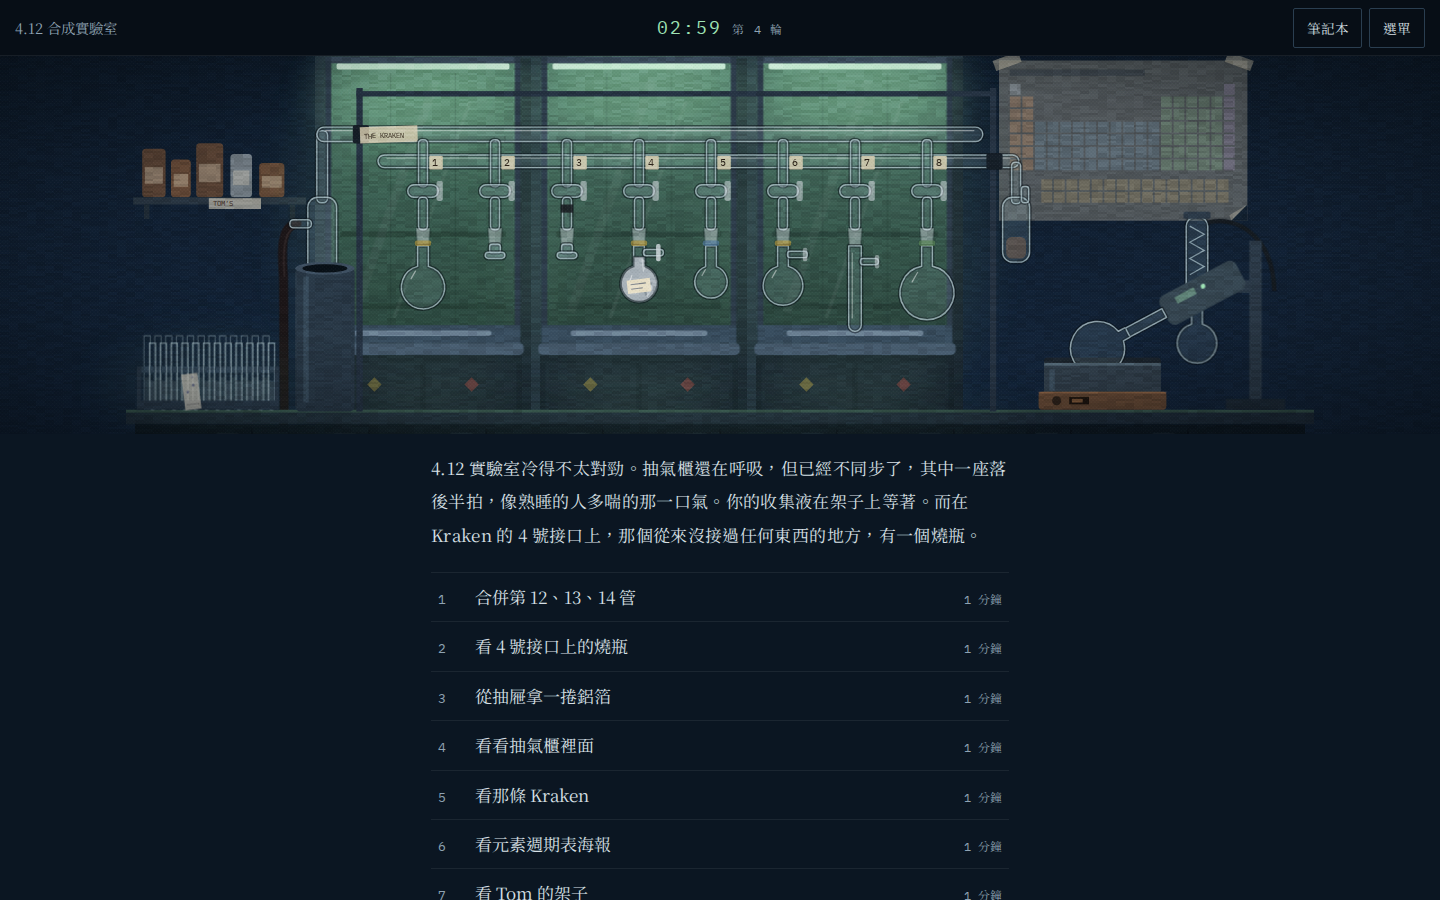 4.12 合成實驗室
02:59 第 4 輪
筆記本
選單
THE KRAKEN
1 2 3 4 5 6 7 8
TOM'S
4.12 實驗室冷得不太對勁。抽氣櫃還在呼吸，但已經不同步了，其中一座落
後半拍，像熟睡的人多喘的那一口氣。你的收集液在架子上等著。而在
Kraken 的 4 號接口上，那個從來沒接過任何東西的地方，有一個燒瓶。
1 合併第 12、13、14 管 1 分鐘
2 看 4 號接口上的燒瓶 1 分鐘
3 從抽屜拿一捲鋁箔 1 分鐘
4 看看抽氣櫃裡面 1 分鐘
5 看那條 Kraken 1 分鐘
6 看元素週期表海報 1 分鐘
7 看 Tom 的架子 1 分鐘